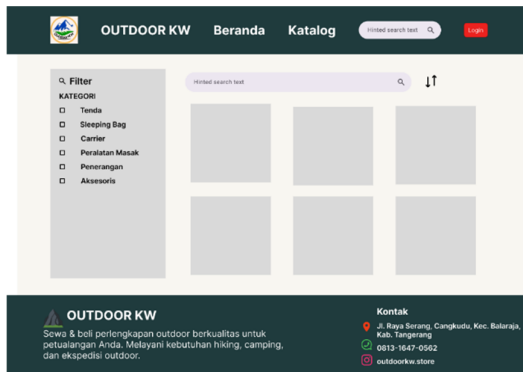 OUTDOOR KW Beranda Katalog Hinted search text Login
Filter
Hinted search text
KATEGORI
Tenda
Sleeping Bag
Carrier
Peralatan Masak
Penerangan
Aksesoris
OUTDOOR KW
Sewa & beli perlengkapan outdoor berkualitas untuk
petualangan Anda. Melayani kebutuhan hiking, camping,
dan ekspedisi outdoor.
Kontak
Jl. Raya Serang, Cangkudu, Kec. Balaraja,
Kab. Tangerang
0813-1647-0562
outdoorkw.store